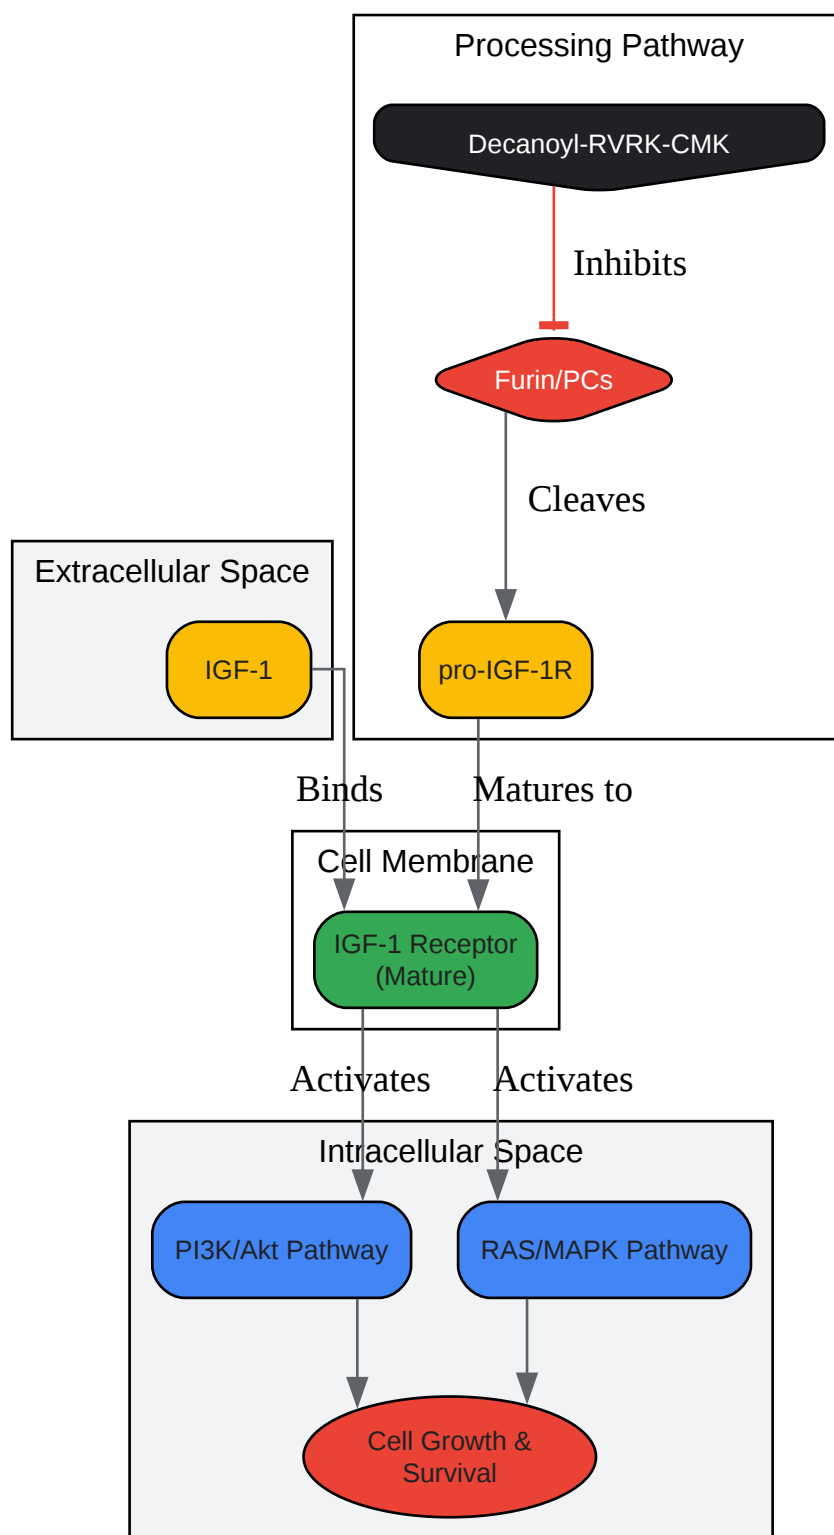 Processing Pathway
Decanoyl-RVRK-CMK
Inhibits
Furin/PCs
Cleaves
Extracellular Space
IGF-1
pro-IGF-1R
Binds
Matures to
Cell Membrane
IGF-1 Receptor
(Mature)
Activates
Activates
Intracellular Space
PI3K/Akt Pathway
RAS/MAPK Pathway
Cell Growth &
Survival